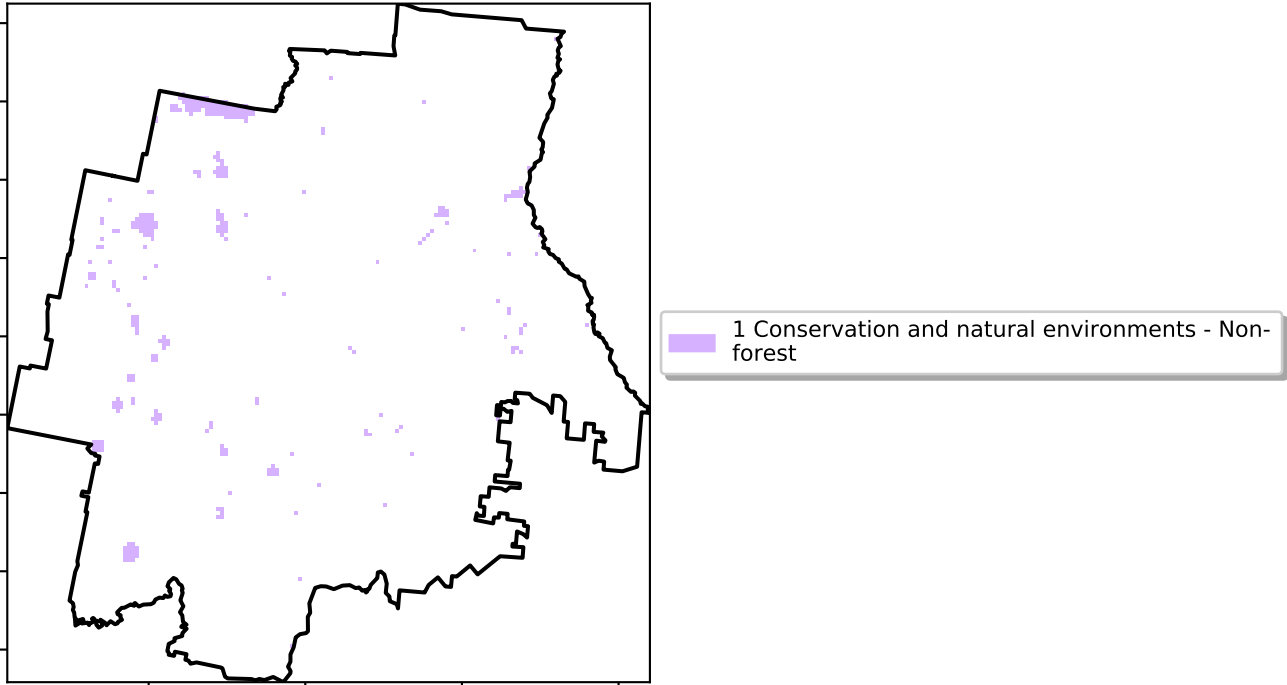 1 Conservation and natural environments - Non-
forest